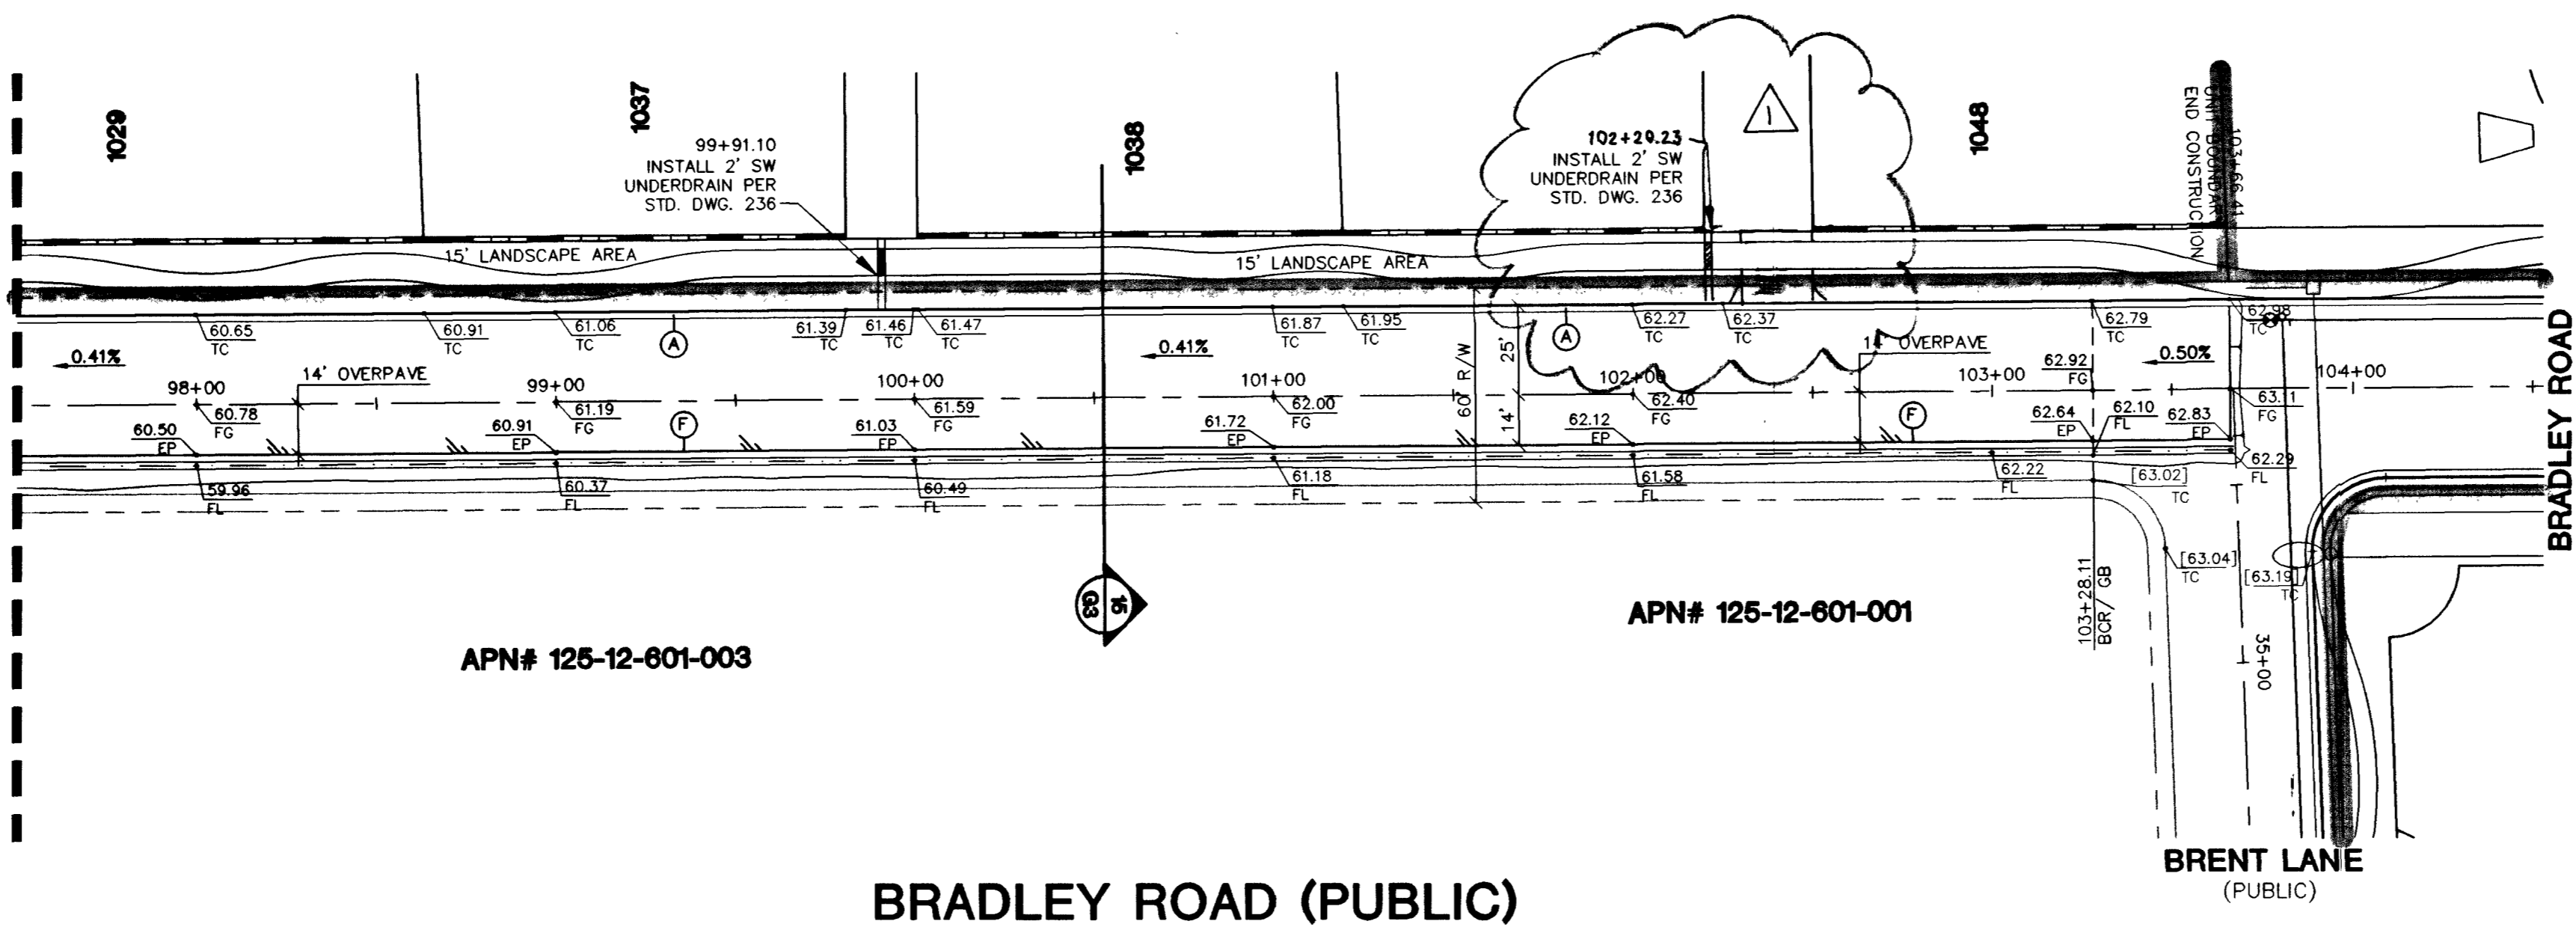 1029
1037
1038
1048
99+91.10
INSTALL 2' SW
UNDERDRAIN PER
STD. DWG. 236
102+20.23
INSTALL 2' SW
UNDERDRAIN PER
STD. DWG. 236
1
103+66.41
UNIT BOUNDARY
END CONSTRUCTION
15' LANDSCAPE AREA
15' LANDSCAPE AREA
60.65
TC
60.91
TC
61.06
TC
A
61.39
TC
61.46
TC
61.47
TC
61.87
TC
61.95
TC
A
62.27
TC
62.37
TC
62.79
TC
62.98
TC
0.41%
0.41%
0.50%
14' OVERPAVE
14' OVERPAVE
60' R/W
25'
14'
98+00
99+00
100+00
101+00
102+00
103+00
104+00
60.78
FG
61.19
FG
61.59
FG
62.00
FG
62.40
FG
62.92
FG
63.11
FG
60.50
EP
60.91
EP
F
61.03
EP
61.72
EP
62.12
EP
F
62.64
EP
62.10
FL
62.83
EP
59.96
FL
60.37
FL
60.49
FL
61.18
FL
61.58
FL
62.22
FL
62.29
FL
[63.02]
TC
[63.04]
TC
[63.19]
TC
103+28.11
BCR/ GB
35+00
15
G3
APN# 125-12-601-003
APN# 125-12-601-001
BRADLEY ROAD
BRENT LANE
(PUBLIC)
BRADLEY ROAD (PUBLIC)